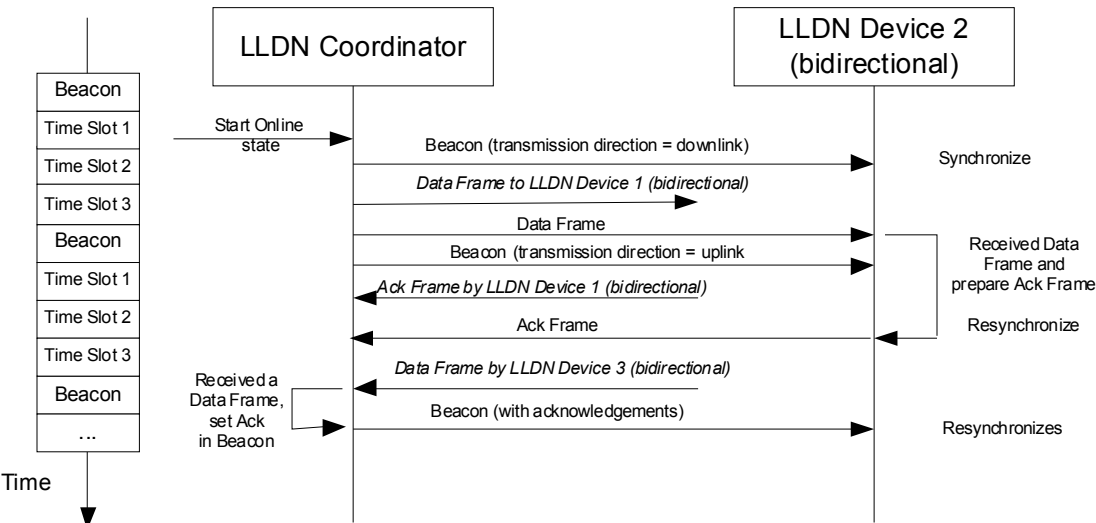 LLDN Coordinator
LLDN Device 2
(bidirectional)
Beacon
Time Slot 1
Time Slot 2
Time Slot 3
Beacon
Time Slot 1
Time Slot 2
Time Slot 3
Beacon
...
Time
Start Online
state
Beacon (transmission direction = downlink)
Synchronize
Data Frame to LLDN Device 1 (bidirectional)
Data Frame
Beacon (transmission direction = uplink
Received Data
Frame and
prepare Ack Frame
Ack Frame by LLDN Device 1 (bidirectional)
Ack Frame
Resynchronize
Data Frame by LLDN Device 3 (bidirectional)
Received a
Data Frame,
set Ack
in Beacon
Beacon (with acknowledgements)
Resynchronizes